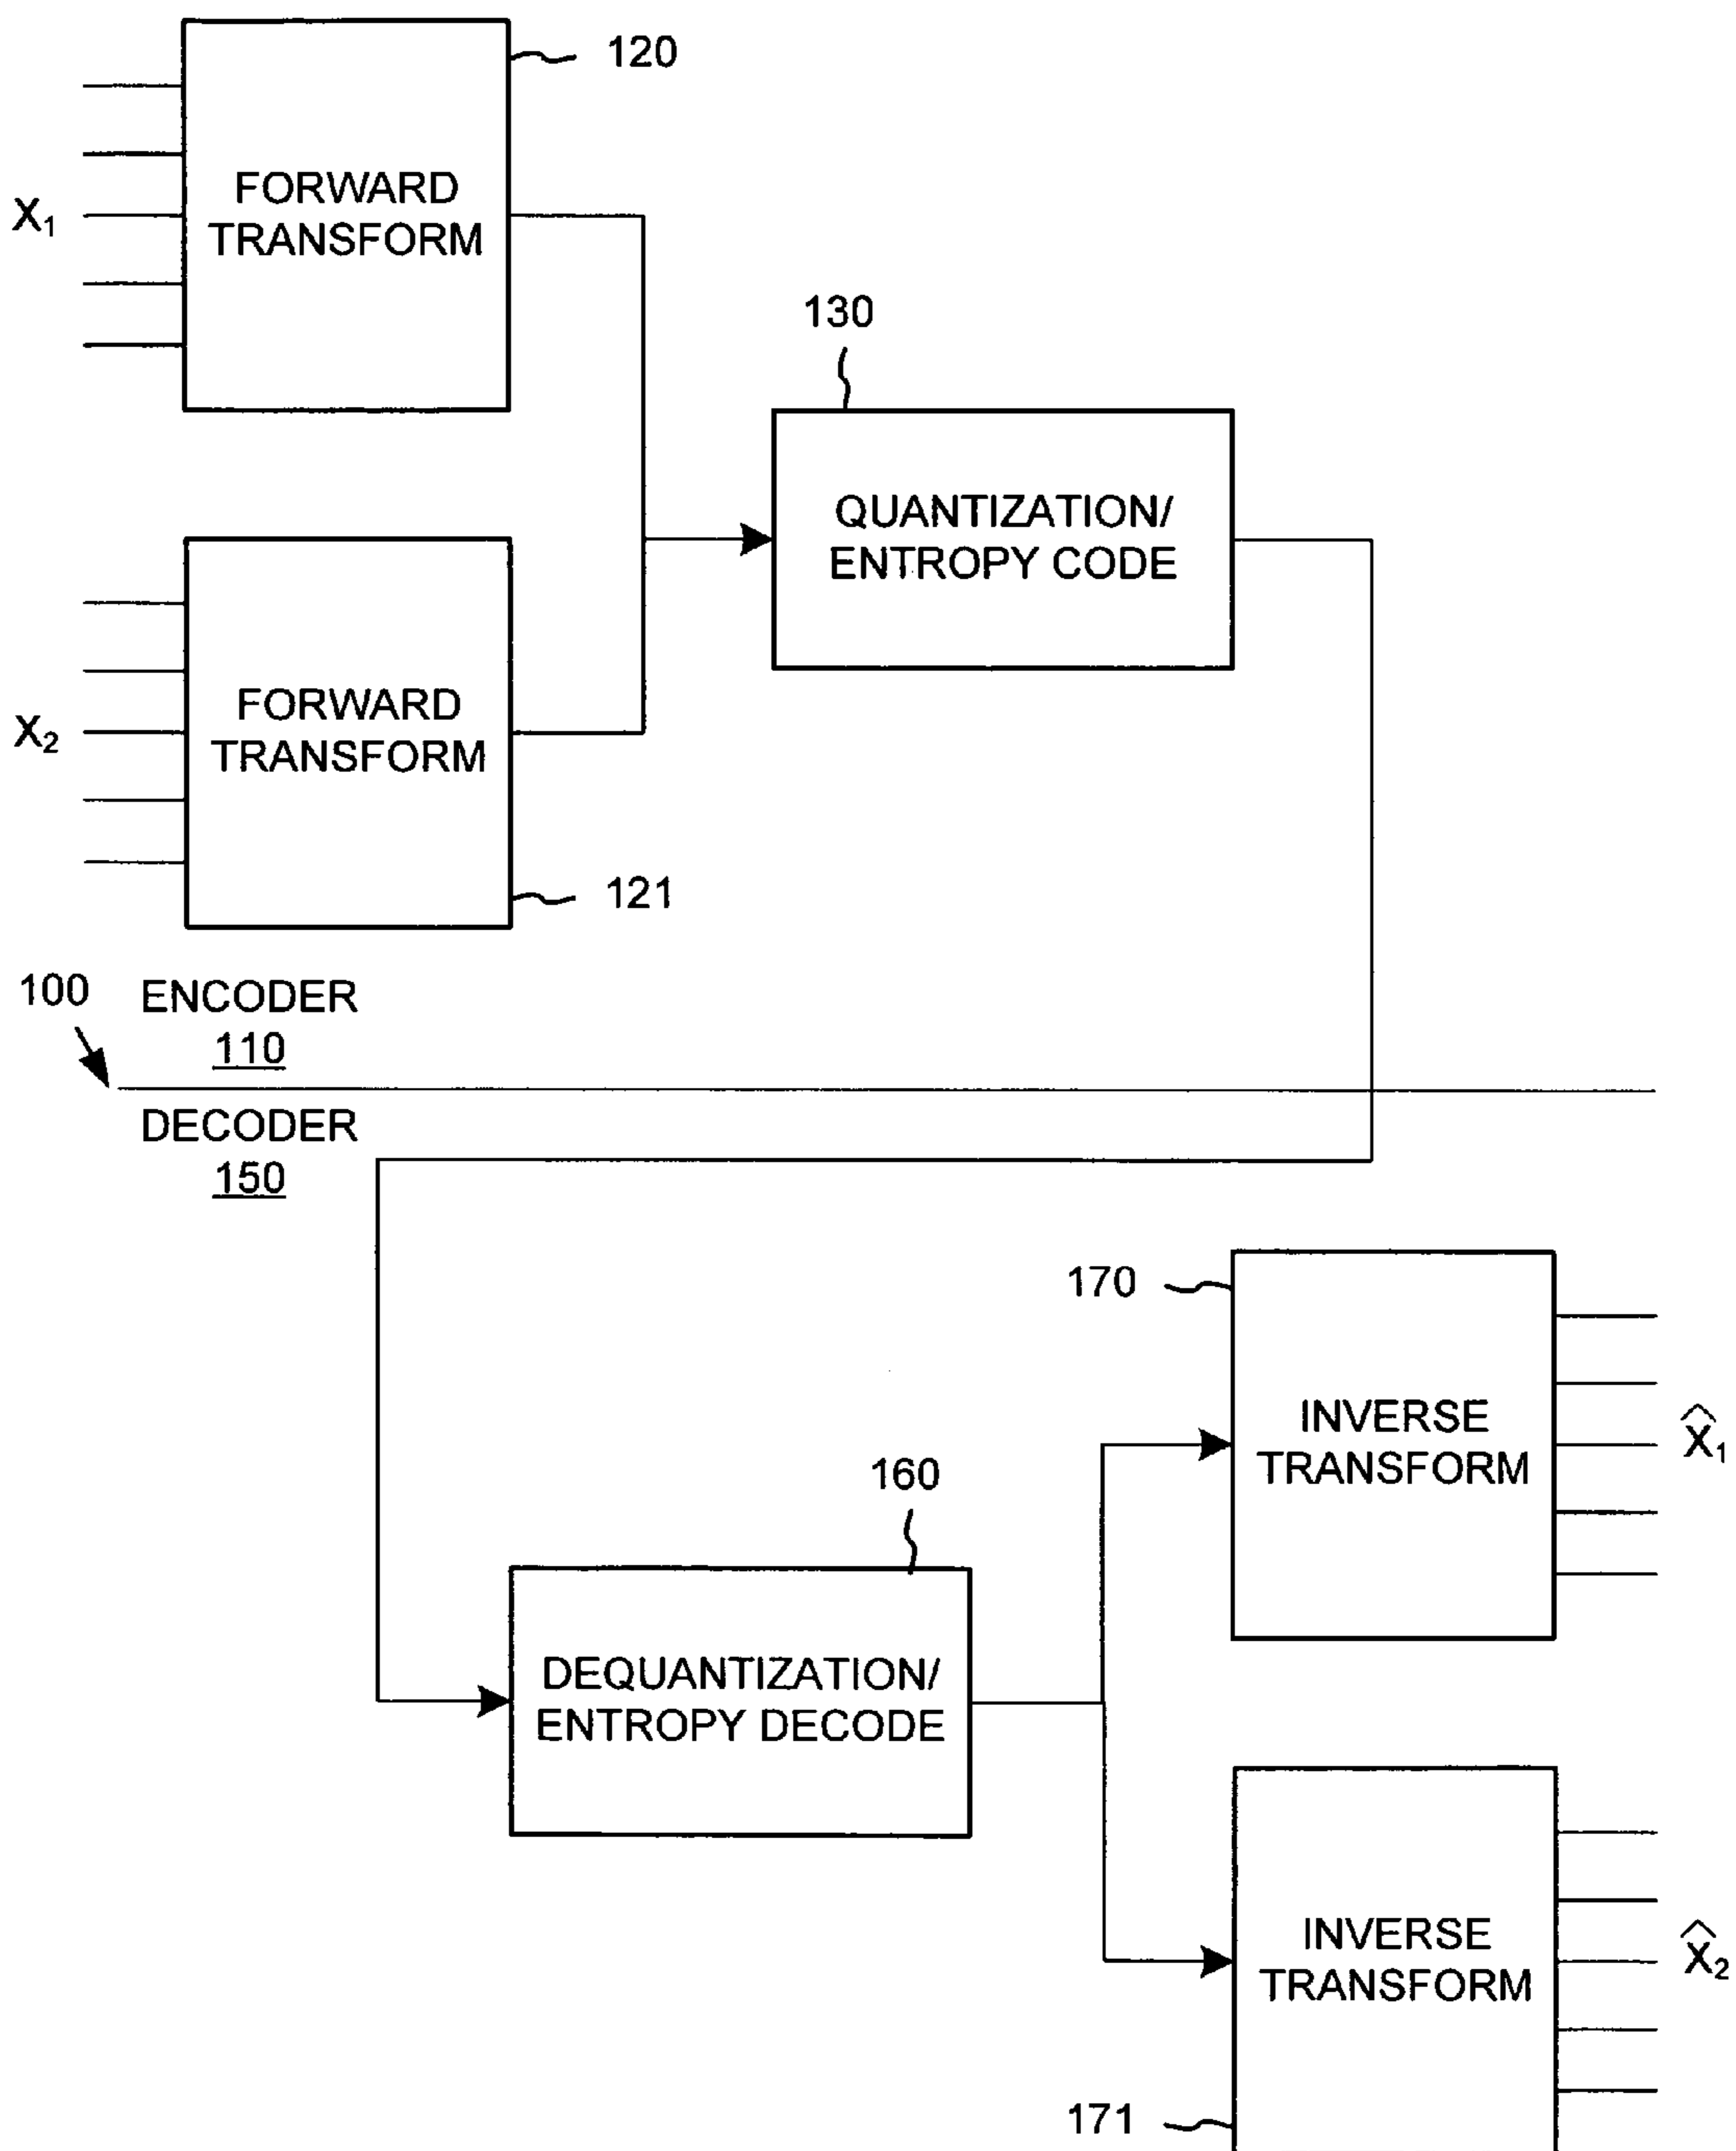 120
FORWARD
TRANSFORM
X₁
130
QUANTIZATION/
ENTROPY CODE
FORWARD
TRANSFORM
X₂
121
100
ENCODER
110
DECODER
150
170
INVERSE
TRANSFORM
X̂₁
160
DEQUANTIZATION/
ENTROPY DECODE
INVERSE
TRANSFORM
X̂₂
171